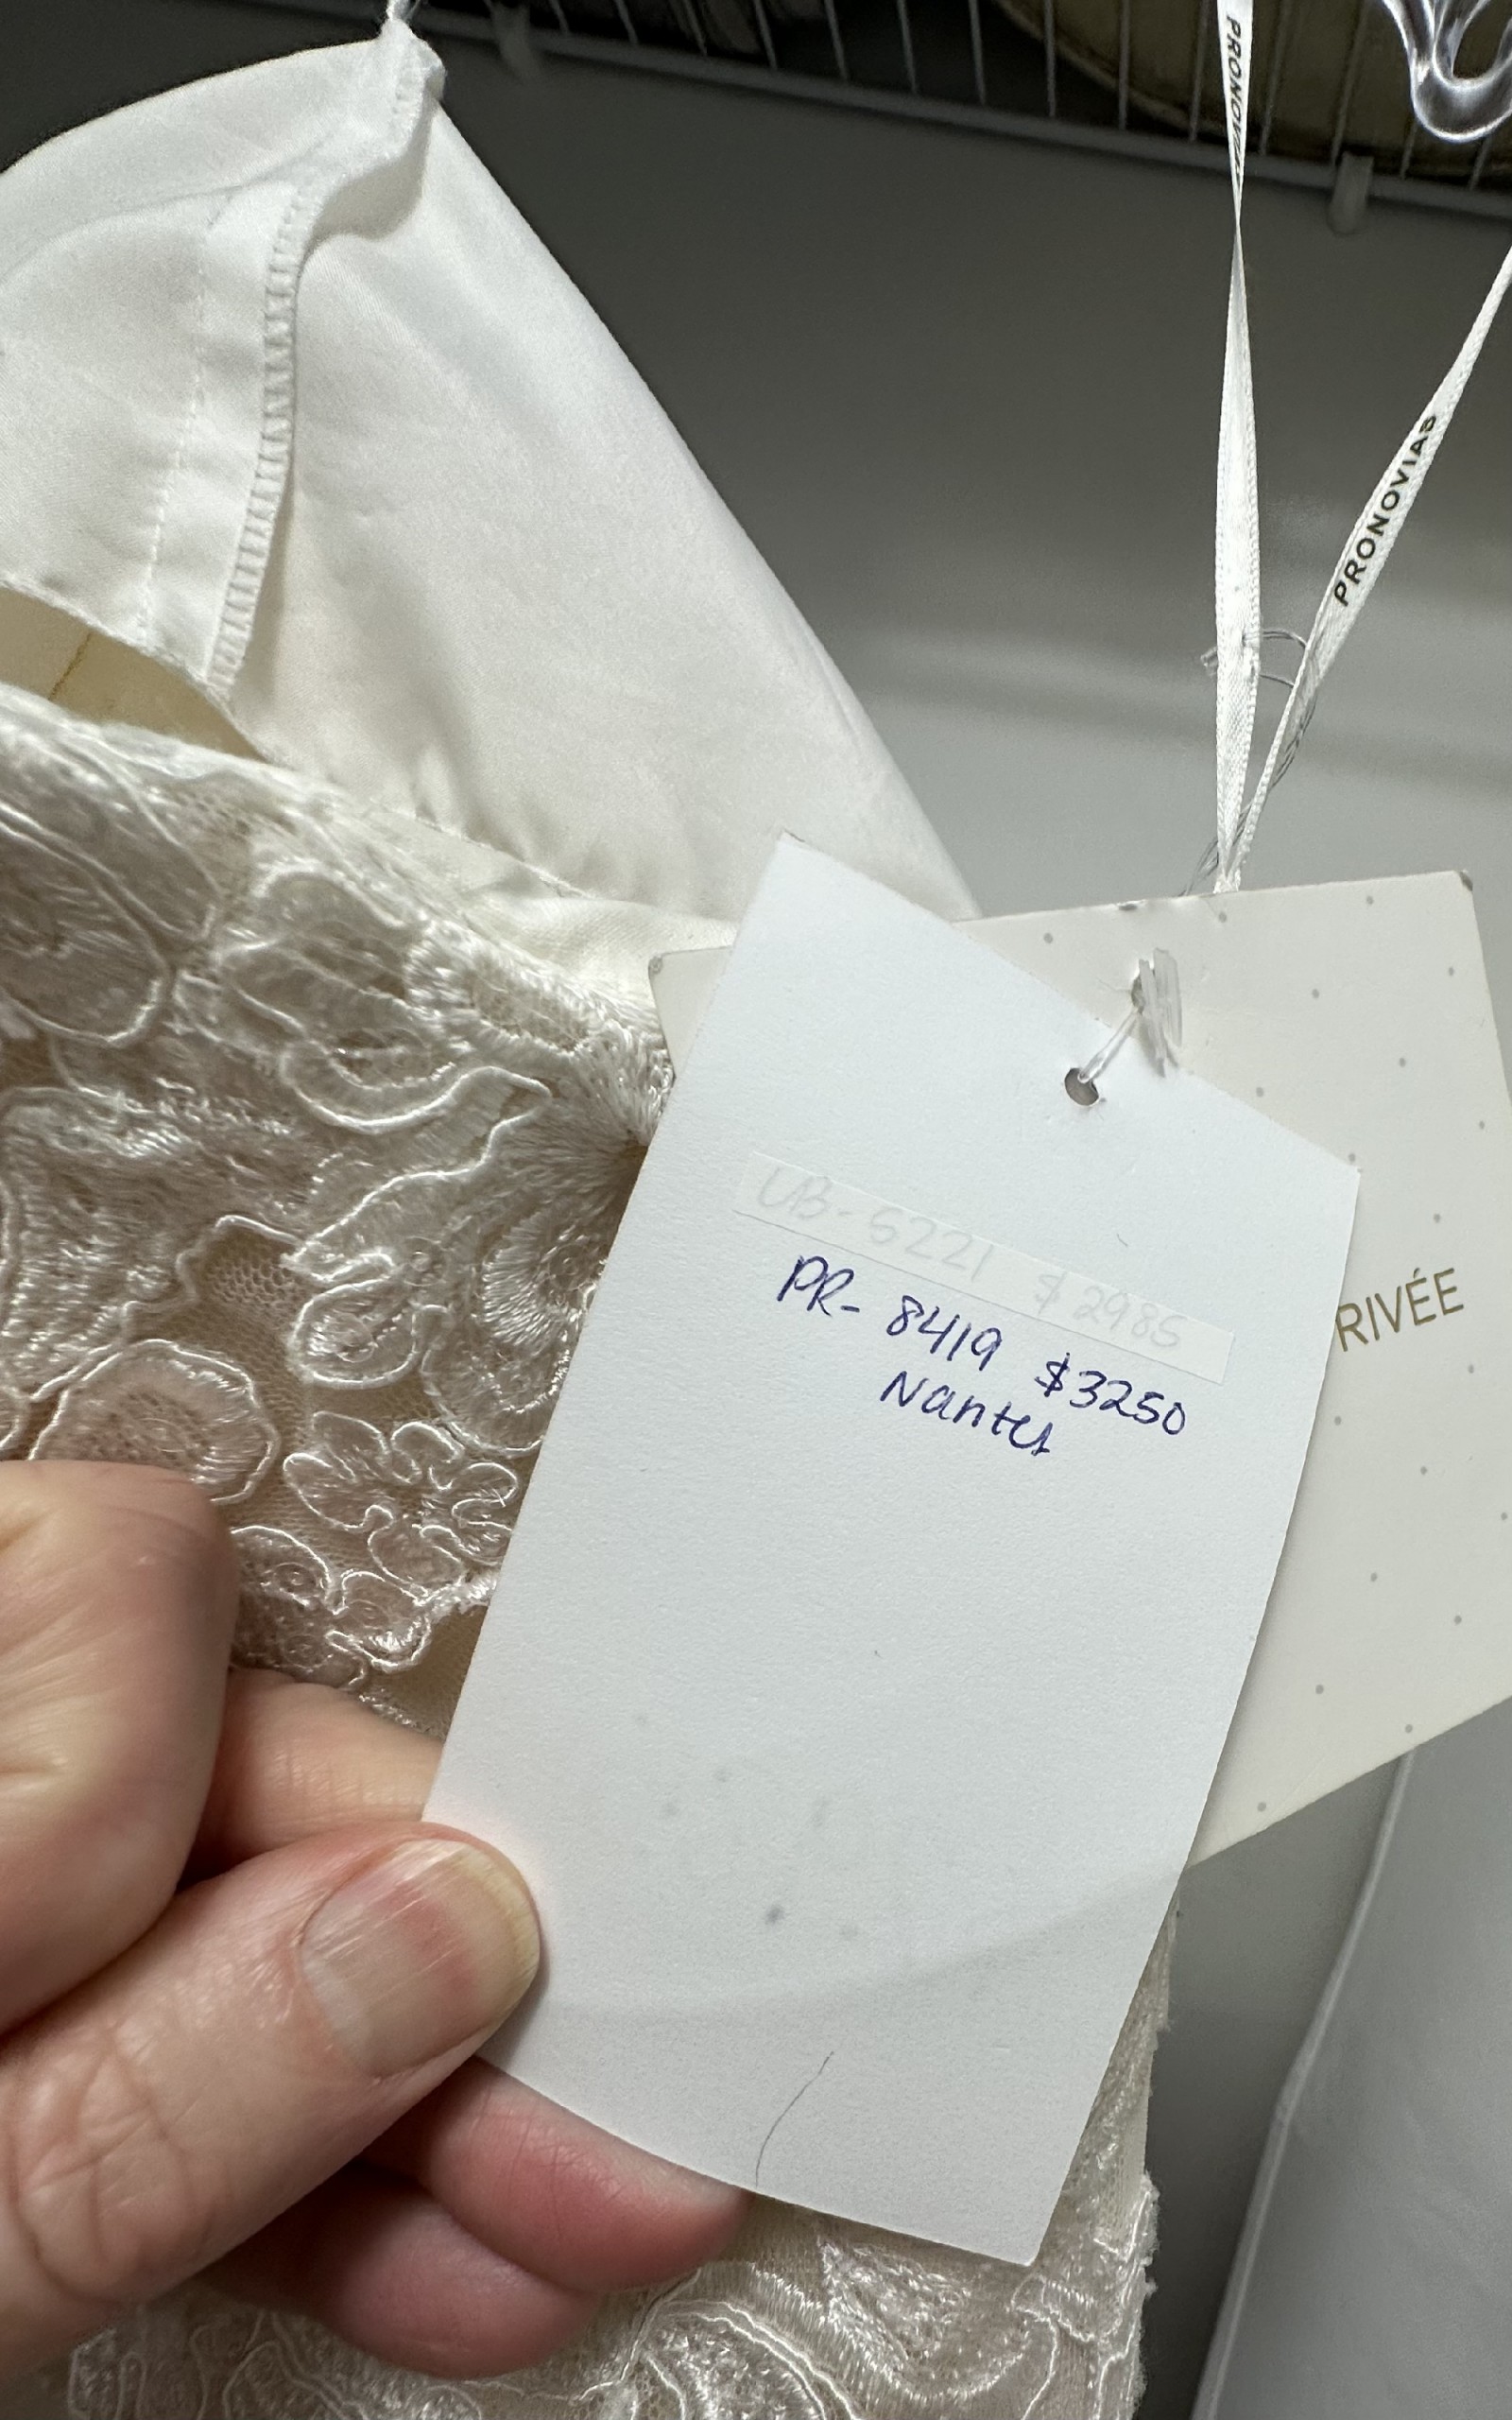 PRONOVIAS
PRONOVIAS
UB-5221 $2985
PR- 8419 $3250
Nantes
RIVÉE